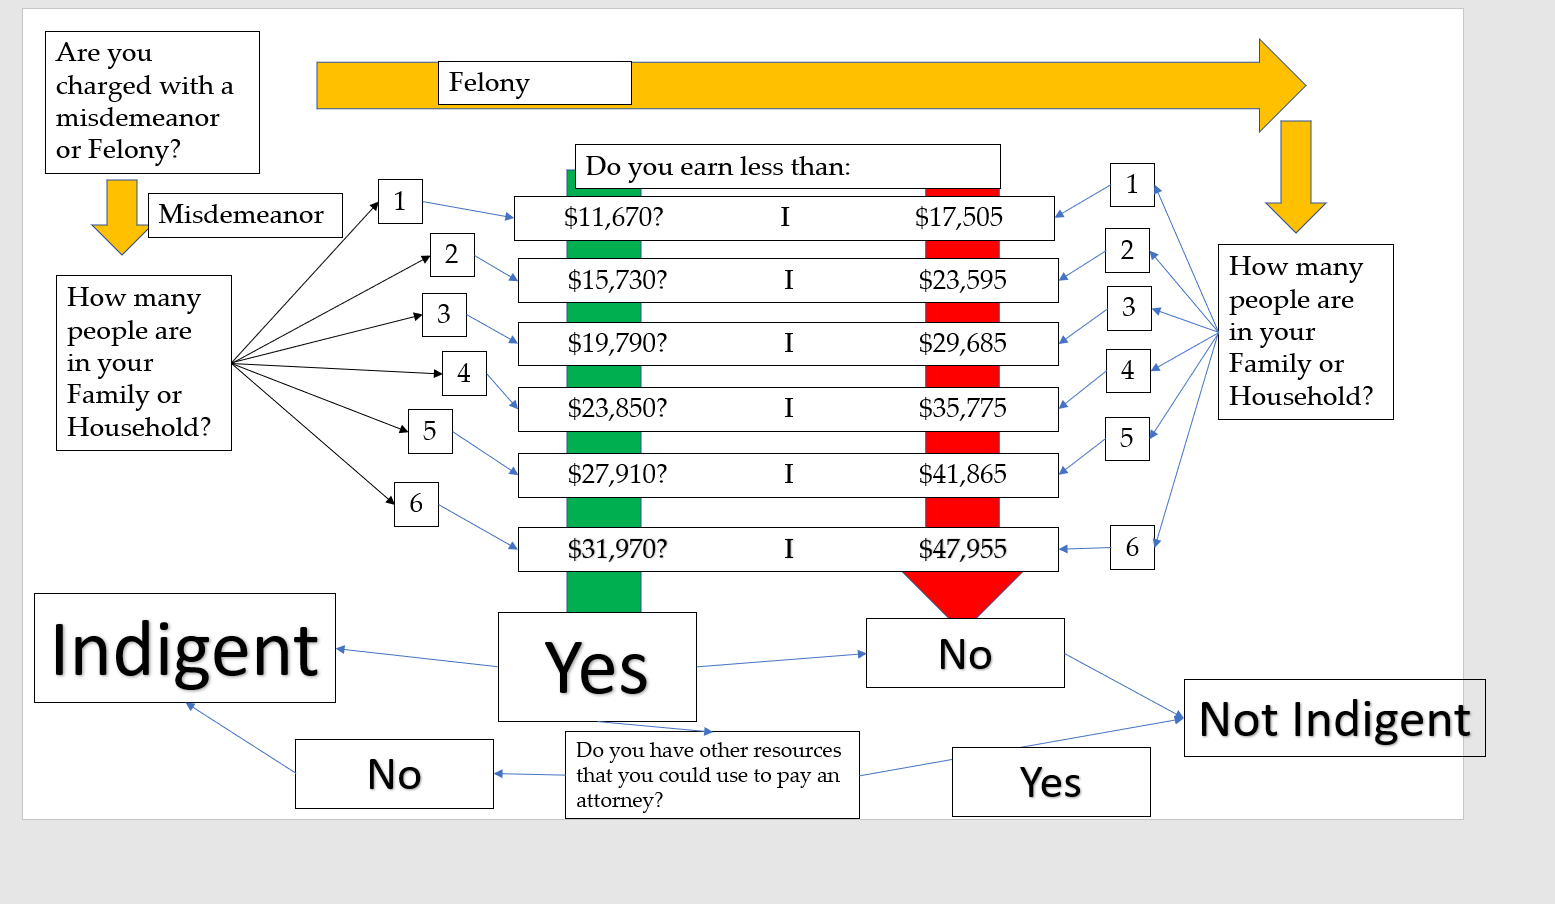 Are you
charged with a
misdemeanor
or Felony?
Felony
Do you earn less than:
Misdemeanor
1
2
3
4
5
6
$11,670? I $17,505
$15,730? I $23,595
$19,790? I $29,685
$23,850? I $35,775
$27,910? I $41,865
$31,970? I $47,955
1
2
3
4
5
6
How many
people are
in your
Family or
Household?
How many
people are
in your
Family or
Household?
Indigent
Yes
No
Not Indigent
No
Do you have other resources
that you could use to pay an
attorney?
Yes